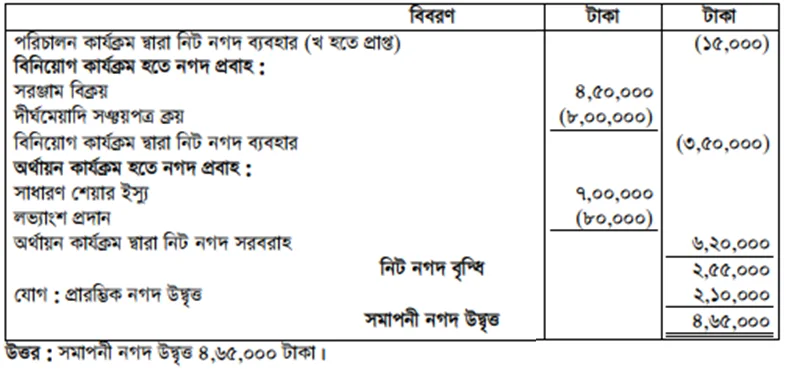 বিবরণ টাকা টাকা
পরিচালন কার্যক্রম দ্বারা নিট নগদ ব্যবহার (খ হতে প্রাপ্ত) (১৫,০০০)
বিনিয়োগ কার্যক্রম হতে নগদ প্রবাহ :
সরঞ্জাম বিক্রয় ৪,৫০,০০০
দীর্ঘমেয়াদি সঞ্চয়পত্র ক্রয় (৮,০০,০০০)
বিনিয়োগ কার্যক্রম দ্বারা নিট নগদ ব্যবহার (৩,৫০,০০০)
অর্থায়ন কার্যক্রম হতে নগদ প্রবাহ :
সাধারণ শেয়ার ইস্যু ৭,০০,০০০
লভ্যাংশ প্রদান (৮০,০০০)
অর্থায়ন কার্যক্রম দ্বারা নিট নগদ সরবরাহ ৬,২০,০০০
নিট নগদ বৃদ্ধি ২,৫৫,০০০
যোগ : প্রারম্ভিক নগদ উদ্বৃত্ত ২,১০,০০০
সমাপনী নগদ উদ্বৃত্ত ৪,৬৫,০০০
উত্তর : সমাপনী নগদ উদ্বৃত্ত ৪,৬৫,০০০ টাকা।